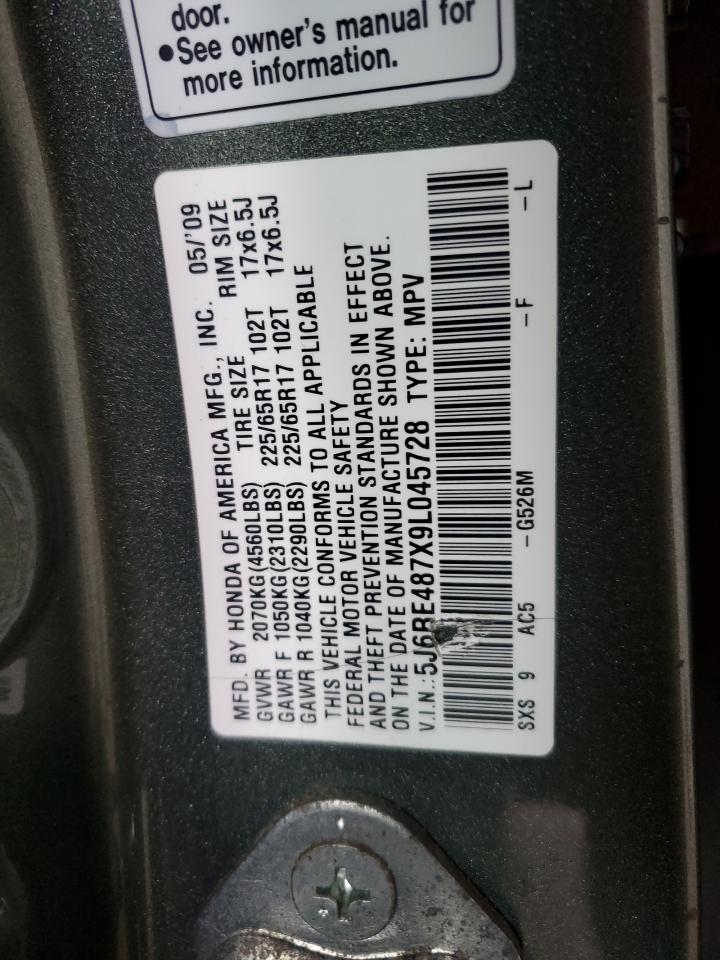 door.
●See owner's manual for
more information.
MFD. BY HONDA OF AMERICA MFG., INC. 05/'09
GVWR 2070KG(4560LBS) TIRE SIZE RIM SIZE
GAWR F 1050KG(2310LBS) 225/65R17 102T 17x6.5J
GAWR R 1040KG(2290LBS) 225/65R17 102T 17x6.5J
THIS VEHICLE CONFORMS TO ALL APPLICABLE
FEDERAL MOTOR VEHICLE SAFETY
AND THEFT PREVENTION STANDARDS IN EFFECT
ON THE DATE OF MANUFACTURE SHOWN ABOVE.
V.I.N.: 5J6RE487X9L045728 TYPE: MPV
SXS 9 AC5 -G526M -F -L